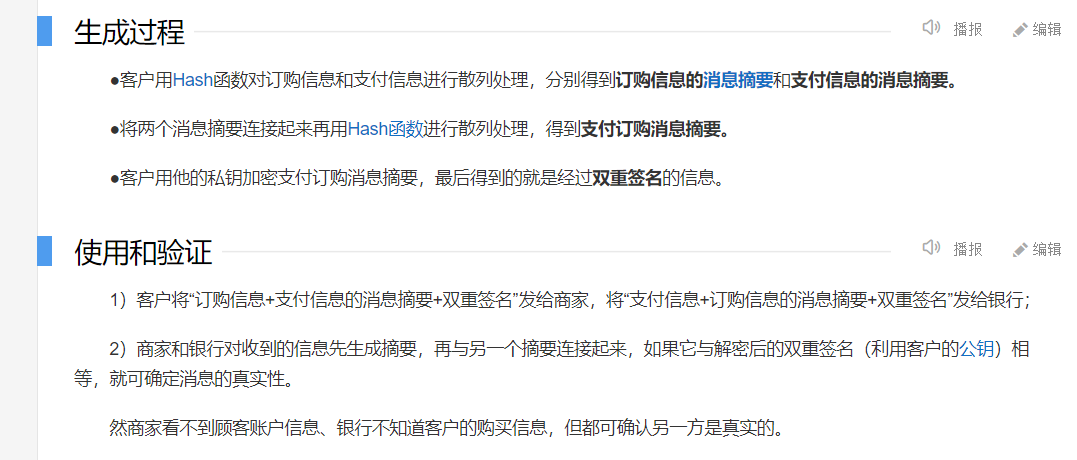 生成过程 播报 编辑
●客户用Hash函数对订购信息和支付信息进行散列处理，分别得到订购信息的消息摘要和支付信息的消息摘要。
●将两个消息摘要连接起来再用Hash函数进行散列处理，得到支付订购消息摘要。
●客户用他的私钥加密支付订购消息摘要，最后得到的就是经过双重签名的信息。
使用和验证 播报 编辑
1）客户将“订购信息+支付信息的消息摘要+双重签名”发给商家，将“支付信息+订购信息的消息摘要+双重签名”发给银行；
2）商家和银行对收到的信息先生成摘要，再与另一个摘要连接起来，如果它与解密后的双重签名（利用客户的公钥）相
等，就可确定消息的真实性。
然商家看不到顾客账户信息、银行不知道客户的购买信息，但都可确认另一方是真实的。